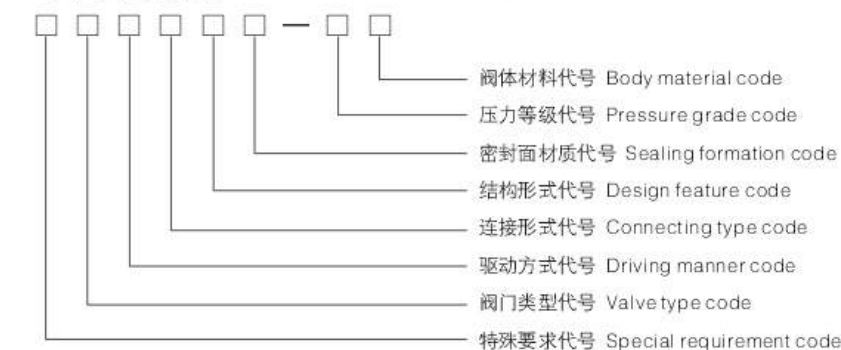 阀体材料代号 Body material code
压力等级代号 Pressure grade code
密封面材质代号 Sealing formation code
结构形式代号 Design feature code
连接形式代号 Connecting type code
驱动方式代号 Driving manner code
阀门类型代号 Valve type code
特殊要求代号 Special requirement code